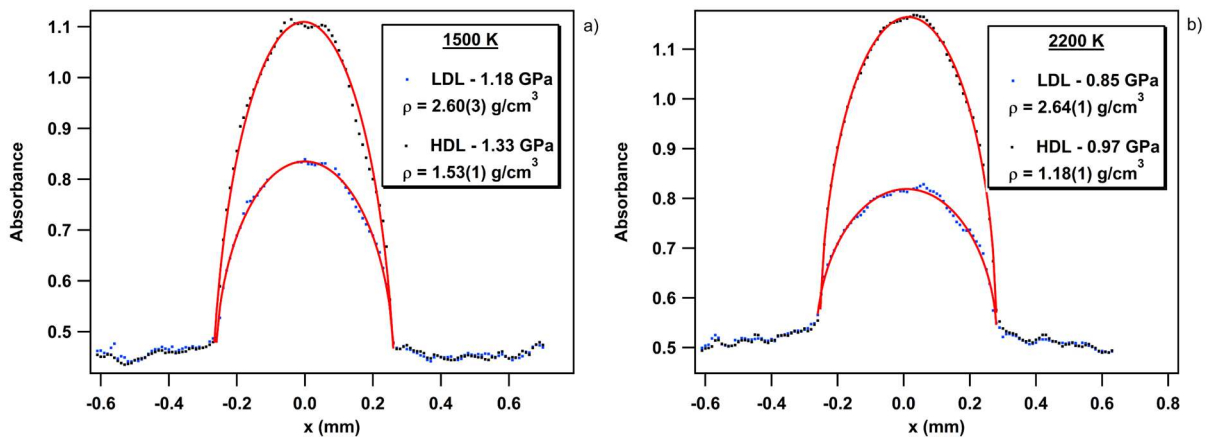 a)
1500 K
LDL - 1.18 GPa
ρ = 2.60(3) g/cm³
HDL - 1.33 GPa
ρ = 1.53(1) g/cm³
Absorbance
1.1
1.0
0.9
0.8
0.7
0.6
0.5
-0.6 -0.4 -0.2 0.0 0.2 0.4 0.6
x (mm)
b)
2200 K
LDL - 0.85 GPa
ρ = 2.64(1) g/cm³
HDL - 0.97 GPa
ρ = 1.18(1) g/cm³
Absorbance
1.1
1.0
0.9
0.8
0.7
0.6
0.5
-0.6 -0.4 -0.2 0.0 0.2 0.4 0.6 0.8
x (mm)